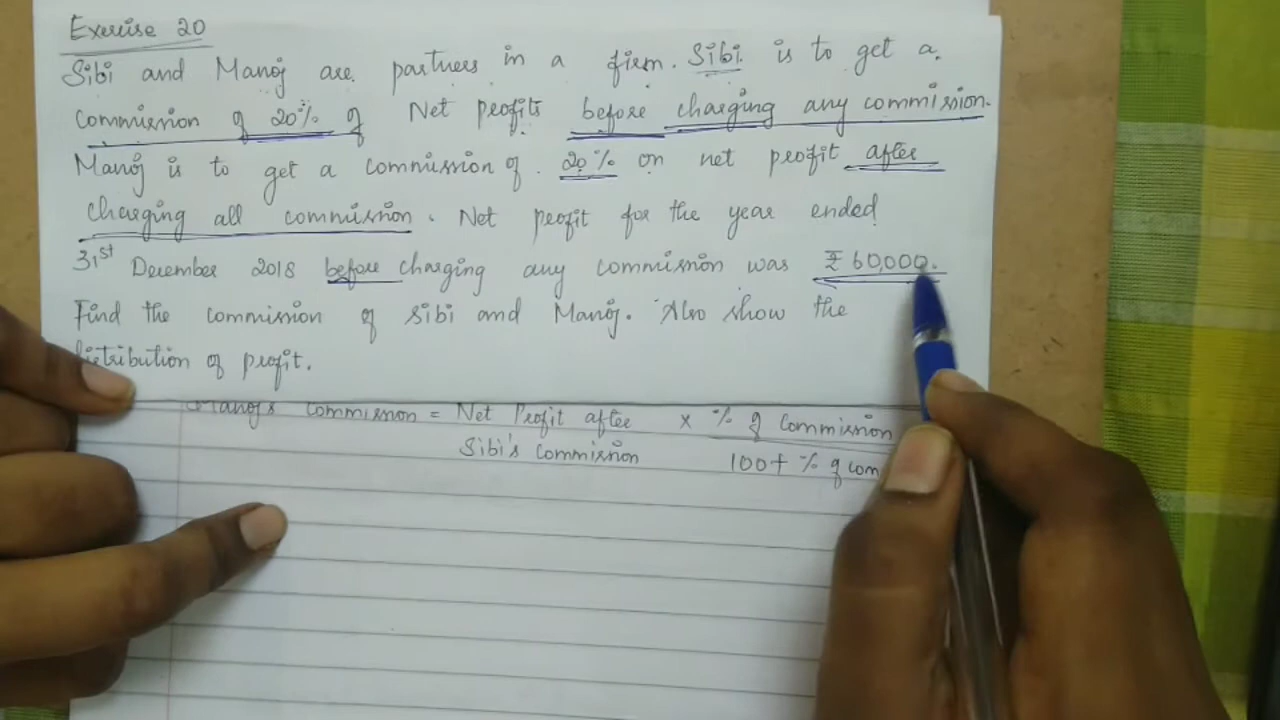 Exercise 20
Sibi and Manoj are partners in a firm. Sibi is to get a
Commission of 20% of Net profits before charging any commission.
Manoj is to get a commission of 20% on net profit after
charging all commission. Net profit for the year ended
31st December 2018 before charging any commission was ₹ 60,000.
Find the commission of Sibi and Manoj. Also show the
distribution of profit.
Manoj's Commission = Net Profit after × % of Commission
Sibi's Commission 100+ % of com